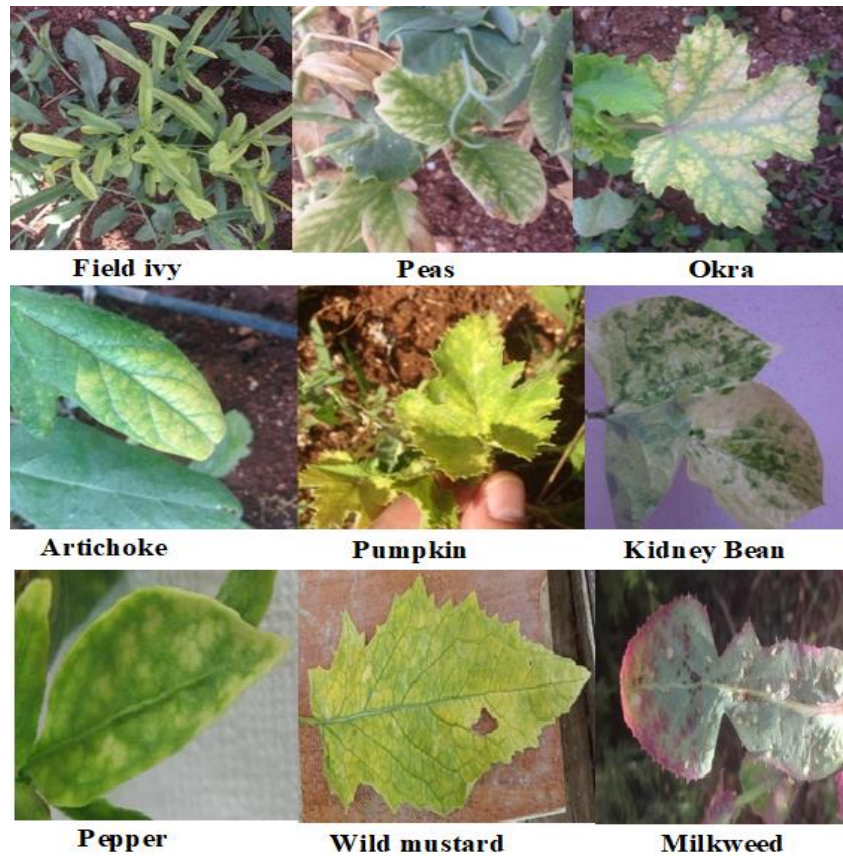 Field ivy
Peas
Okra
Artichoke
Pumpkin
Kidney Bean
Pepper
Wild mustard
Milkweed